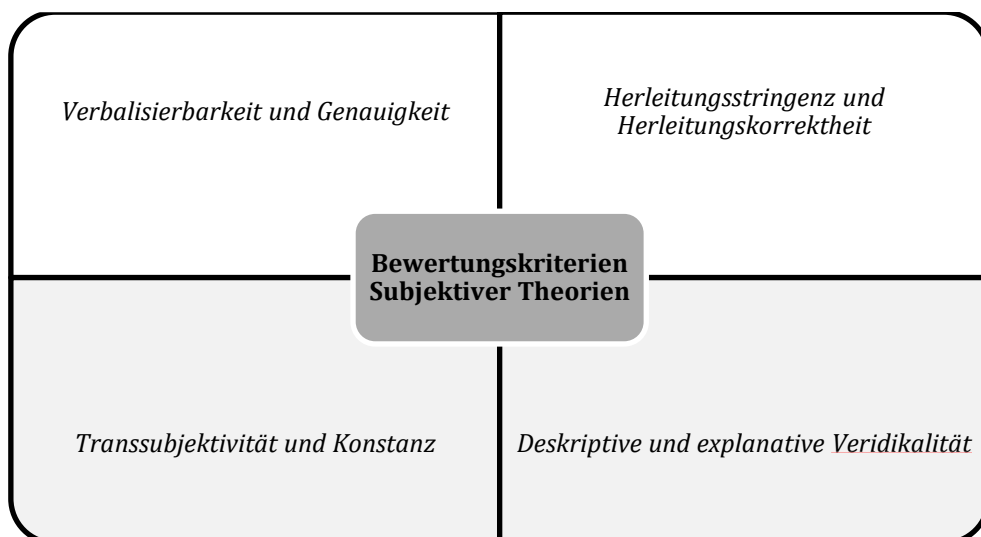 Verbalisierbarkeit und Genauigkeit
Herleitungsstringenz und
Herleitungskorrektheit
Bewertungskriterien
Subjektiver Theorien
Transsubjektivität und Konstanz
Deskriptive und explanative Veridikalität